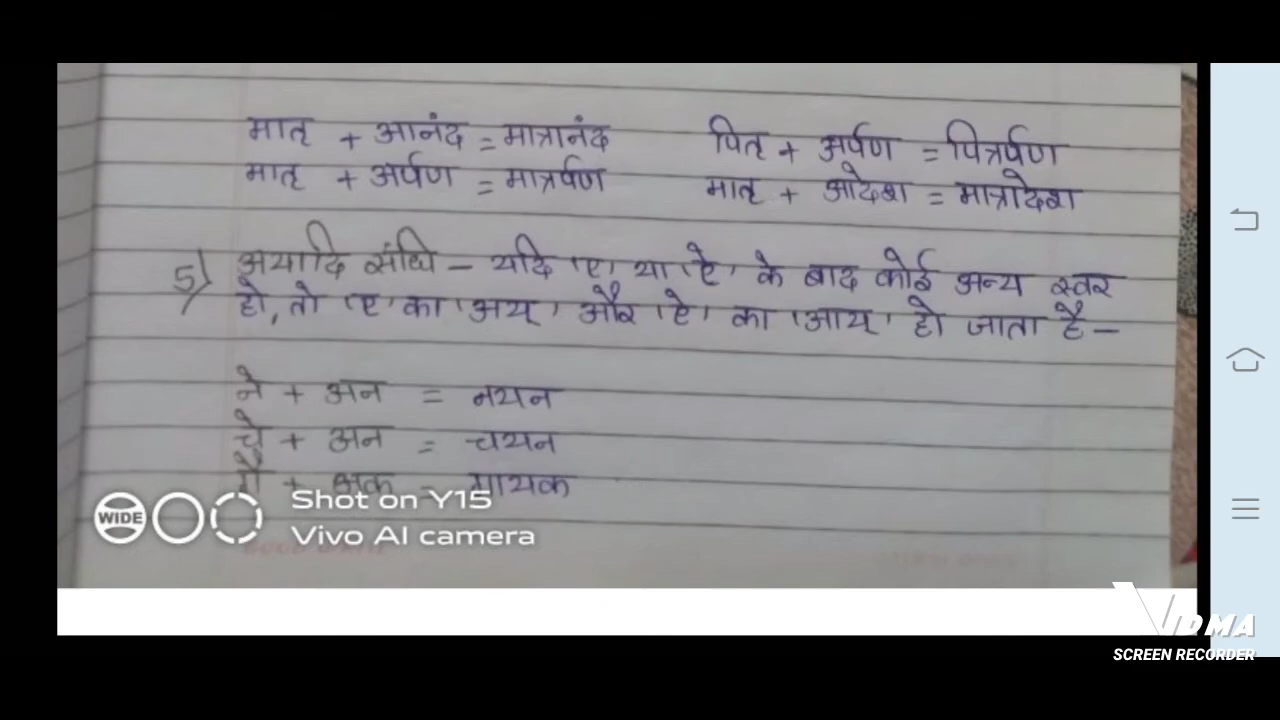 मातृ + आनंद = मात्रानंद    पितृ + अर्पण = पित्रर्पण
मातृ + अर्पण = मात्रर्पण    मातृ + आदेश = मात्रादेश
5) अयादि संधि – यदि 'ए' या 'ऐ' के बाद कोई अन्य स्वर
हो, तो 'ए' का 'अय्' और 'ऐ' का 'आय्' हो जाता है –
ने + अन = नयन
चे + अन = चयन
गै + अक = गायक
WIDE
Shot on Y15
Vivo AI camera
VIDMA
SCREEN RECORDER